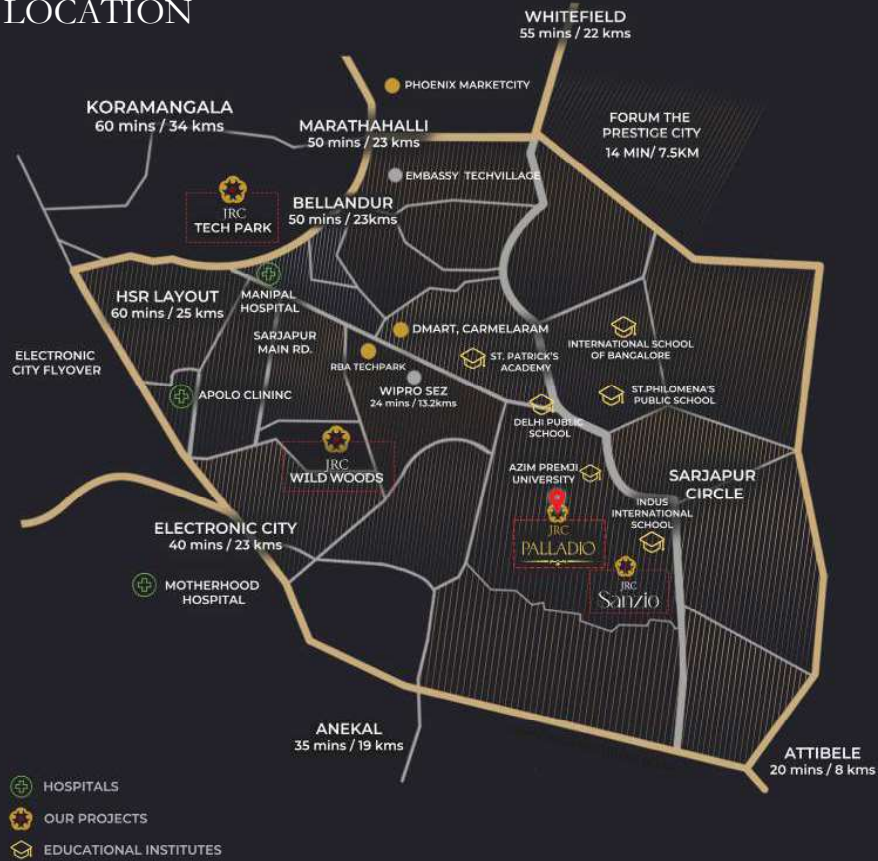 LOCATION
WHITEFIELD
55 mins / 22 kms
PHOENIX MARKETCITY
KORAMANGALA
60 mins / 34 kms
MARATHAHALLI
50 mins / 23 kms
FORUM THE
PRESTIGE CITY
14 MIN/ 7.5KM
EMBASSY TECHVILLAGE
JRC
TECH PARK
BELLANDUR
50 mins / 23kms
HSR LAYOUT
60 mins / 25 kms
MANIPAL
HOSPITAL
SARJAPUR
MAIN RD.
DMART, CARMELARAM
INTERNATIONAL SCHOOL
OF BANGALORE
ELECTRONIC
CITY FLYOVER
RBA TECHPARK
ST. PATRICK'S
ACADEMY
APOLO CLININC
WIPRO SEZ
24 mins / 13.2kms
ST.PHILOMENA'S
PUBLIC SCHOOL
DELHI PUBLIC
SCHOOL
JRC
WILD WOODS
AZIM PREMJI
UNIVERSITY
SARJAPUR
CIRCLE
INDUS
INTERNATIONAL
SCHOOL
JRC
PALLADIO
ELECTRONIC CITY
40 mins / 23 kms
JRC
Sanzio
MOTHERHOOD
HOSPITAL
ANEKAL
35 mins / 19 kms
ATTIBELE
20 mins / 8 kms
HOSPITALS
OUR PROJECTS
EDUCATIONAL INSTITUTES